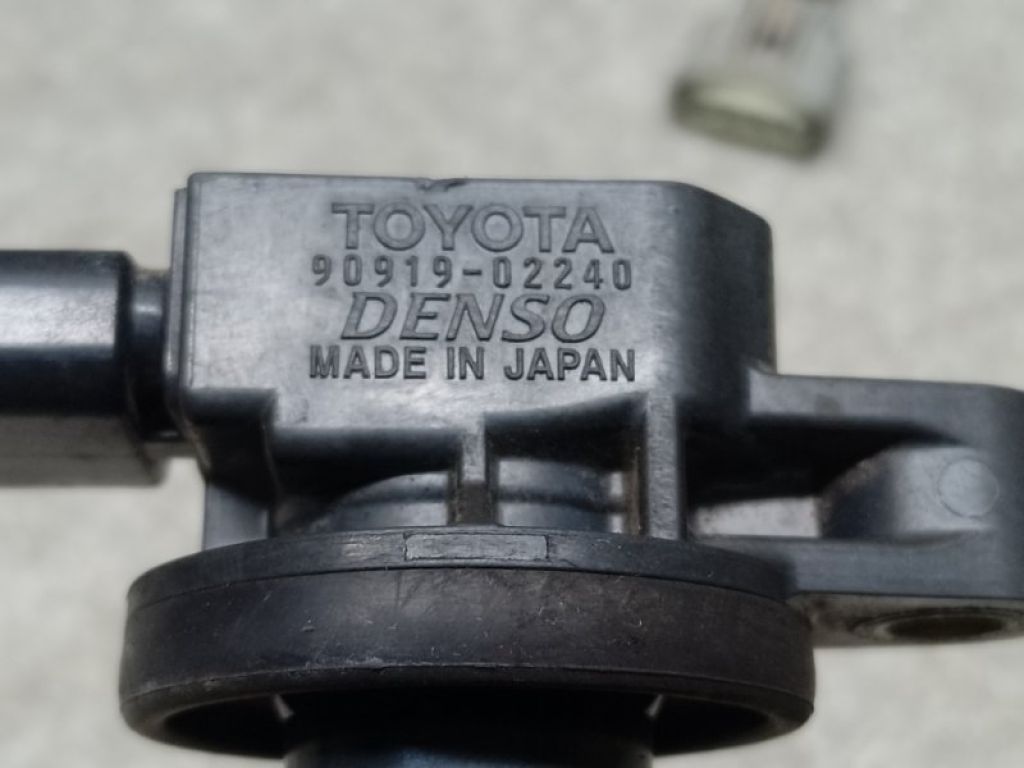 TOYOTA
90919-02240
DENSO
MADE IN JAPAN